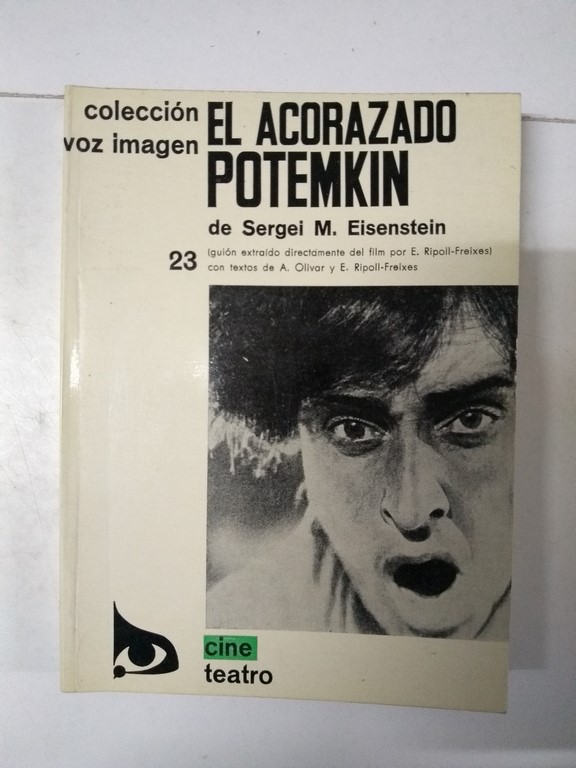 colección
voz imagen
EL ACORAZADO
POTEMKIN
de Sergei M. Eisenstein
23
(guión extraído directamente del film por E. Ripoll-Freixes)
con textos de A. Olivar y E. Ripoll-Freixes
cine
teatro